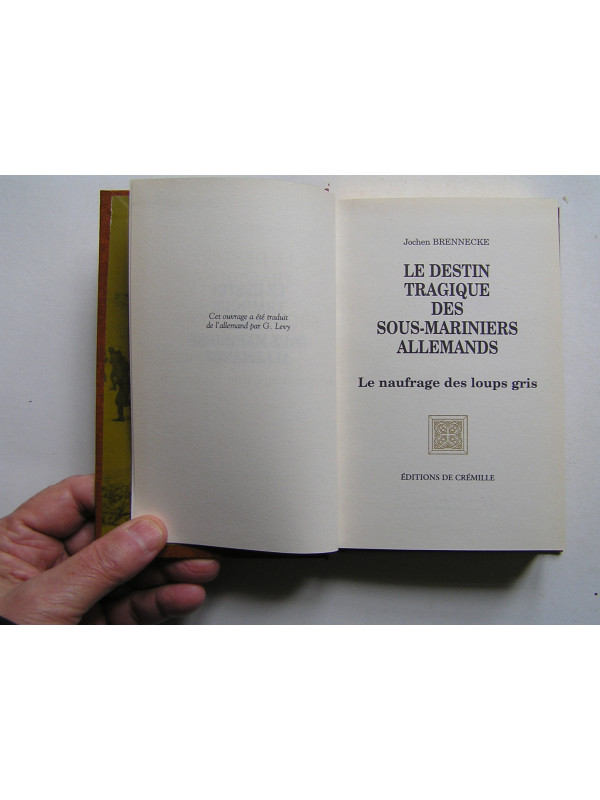 Cet ouvrage a été traduit
de l'allemand par G. Levy
Jochen BRENNECKE
LE DESTIN
TRAGIQUE
DES
SOUS-MARINIERS
ALLEMANDS
Le naufrage des loups gris
ÉDITIONS DE CRÉMILLE